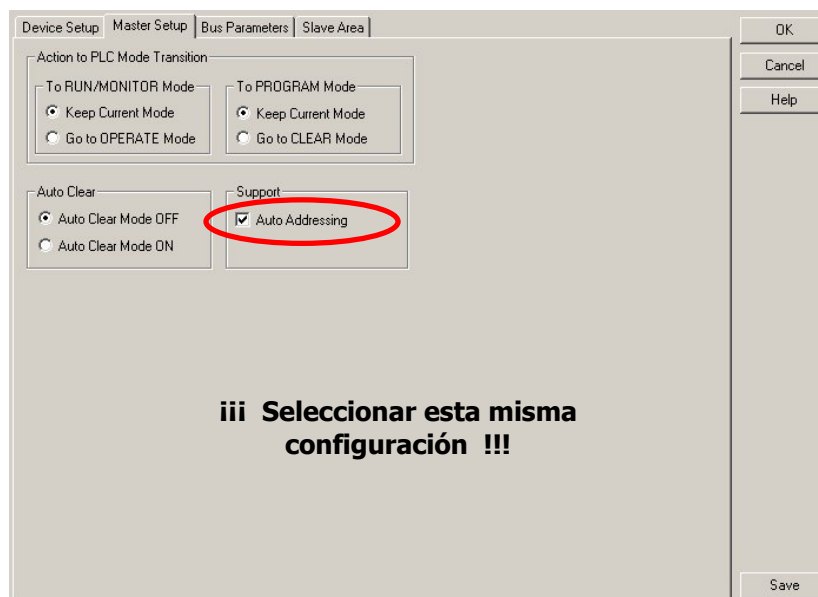 Device Setup Master Setup Bus Parameters Slave Area
OK
Cancel
Help
Action to PLC Mode Transition
To RUN/MONITOR Mode To PROGRAM Mode
Keep Current Mode Keep Current Mode
Go to OPERATE Mode Go to CLEAR Mode
Auto Clear Support
Auto Clear Mode OFF Auto Addressing
Auto Clear Mode ON
¡¡¡ Seleccionar esta misma
configuración !!!
Save